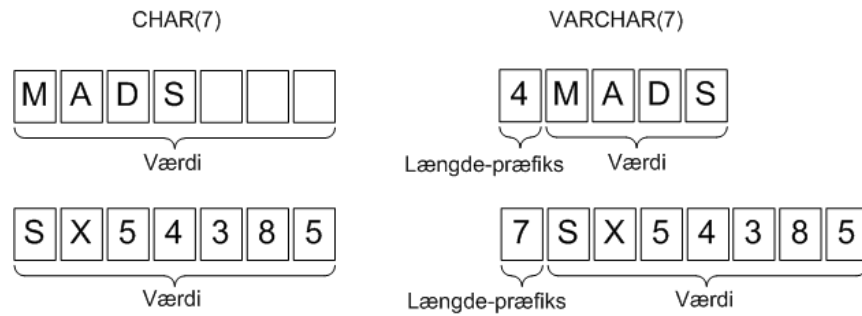 CHAR(7) VARCHAR(7)
M A D S 4 M A D S
Værdi Længde-præfiks Værdi
S X 5 4 3 8 5 7 S X 5 4 3 8 5
Værdi Længde-præfiks Værdi